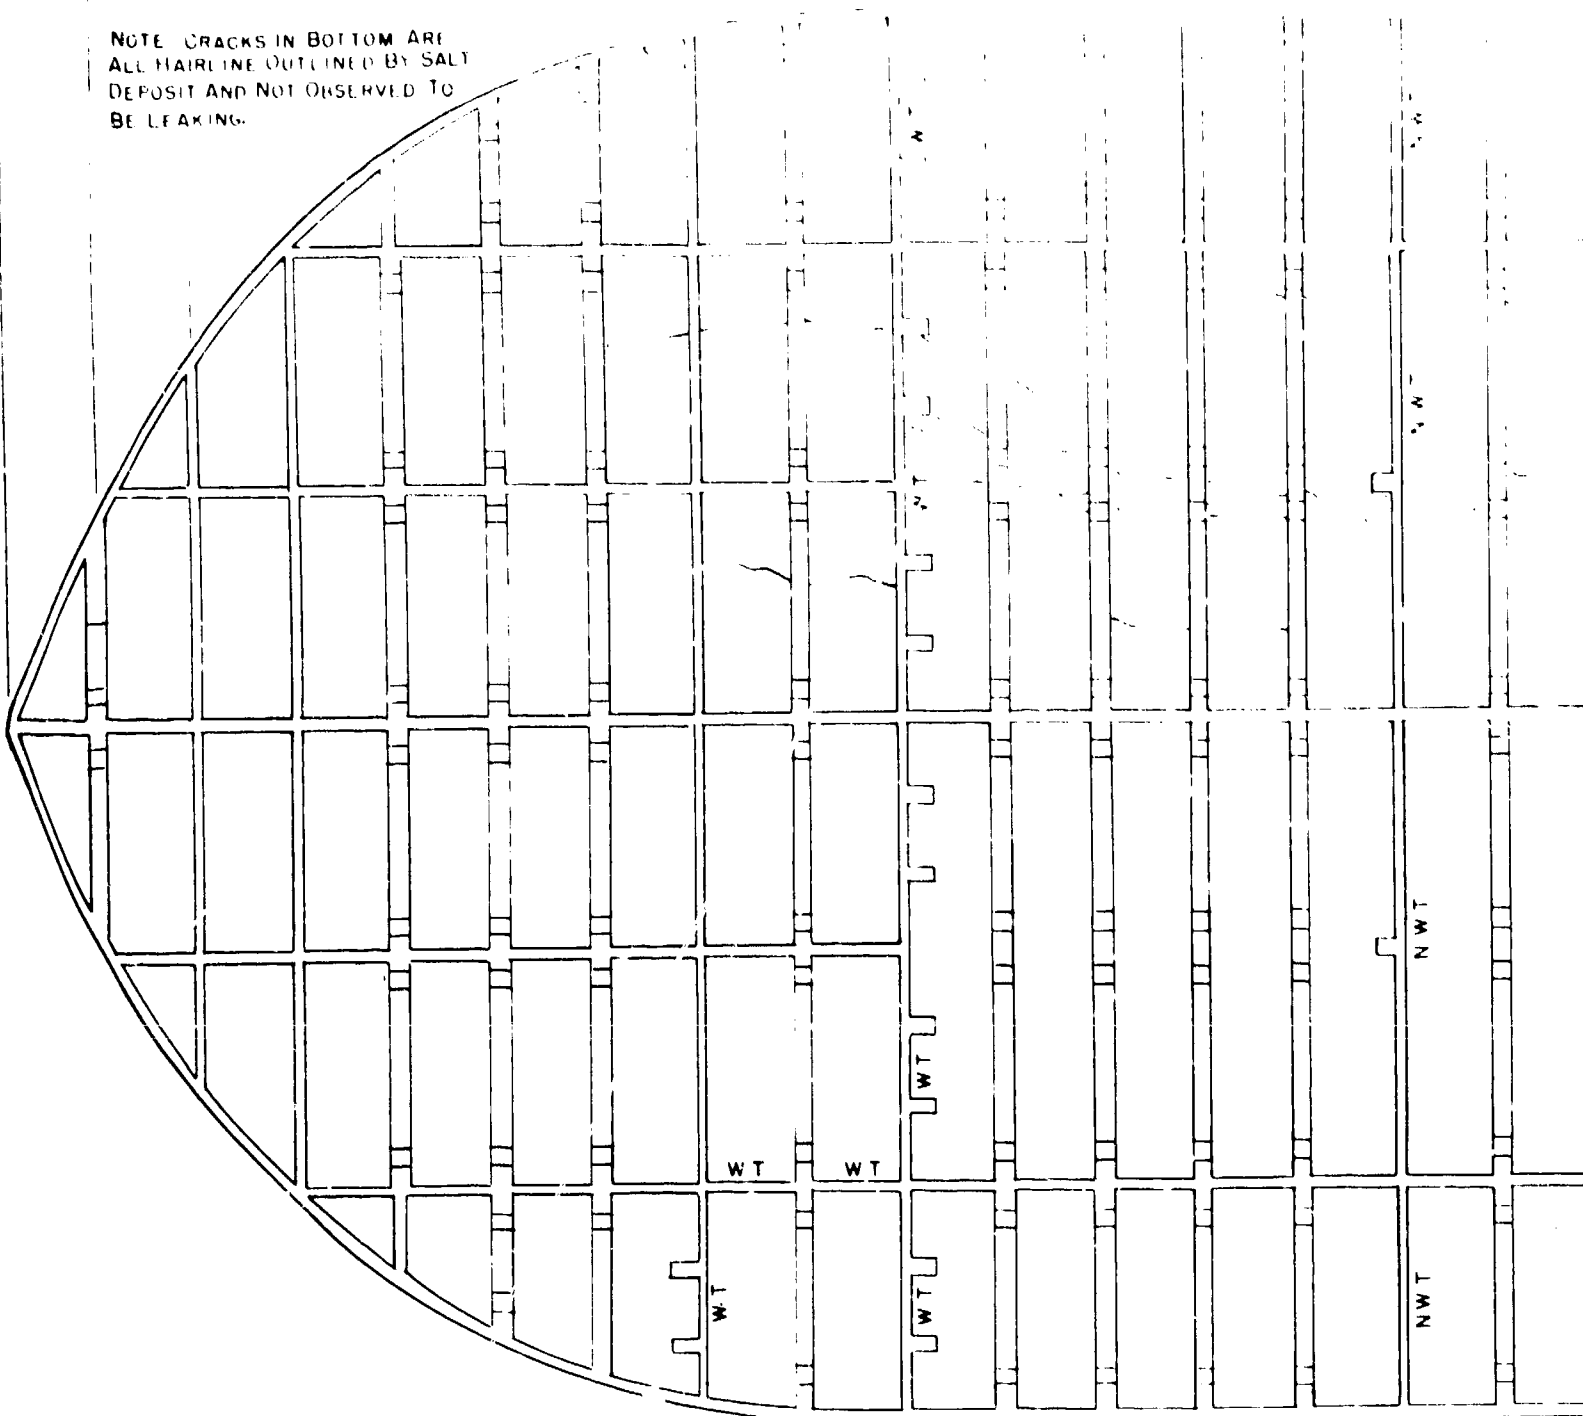 NOTE CRACKS IN BOTTOM ARE
ALL HAIRLINE OUTLINED BY SALT
DEPOSIT AND NOT OBSERVED TO
BE LEAKING.
WT
NWT
WT
WT WT
WT
WT
NWT